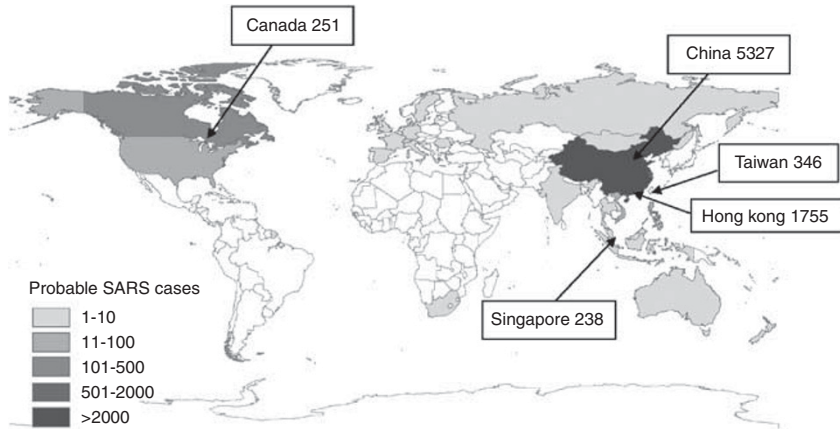 Canada 251
China 5327
Taiwan 346
Hong kong 1755
Singapore 238
Probable SARS cases
1-10
11-100
101-500
501-2000
>2000